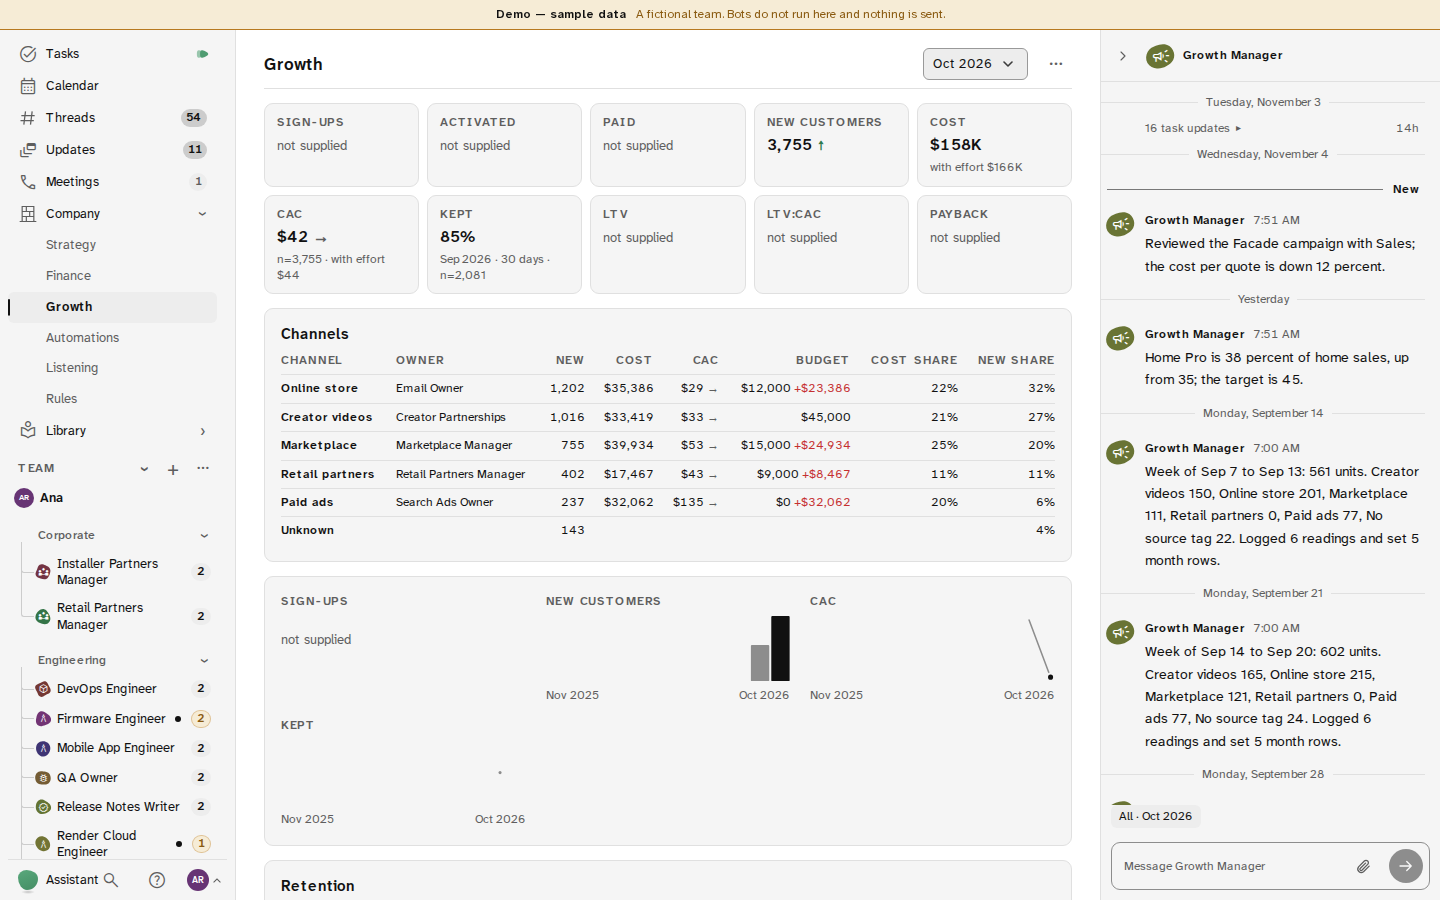 Demo — sample data A fictional team. Bots do not run here and nothing is sent.
Tasks
Calendar
Threads 54
Updates 11
Meetings 1
Company
Strategy
Finance
Growth
Automations
Listening
Rules
Library
TEAM
AR Ana
Corporate
Installer Partners
Manager 2
Retail Partners
Manager 2
Engineering
DevOps Engineer 2
Firmware Engineer 2
Mobile App Engineer 2
QA Owner 2
Release Notes Writer 2
Render Cloud
Engineer 1
Assistant AR
Growth Oct 2026
SIGN-UPS
not supplied
ACTIVATED
not supplied
PAID
not supplied
NEW CUSTOMERS
3,755 ↑
COST
$158K
with effort $166K
CAC
$42 →
n=3,755 · with effort
$44
KEPT
85%
Sep 2026 · 30 days ·
n=2,081
LTV
not supplied
LTV:CAC
not supplied
PAYBACK
not supplied
Channels
CHANNEL OWNER NEW COST CAC BUDGET COST SHARE NEW SHARE
Online store Email Owner 1,202 $35,386 $29 → $12,000 +$23,386 22% 32%
Creator videos Creator Partnerships 1,016 $33,419 $33 → $45,000 21% 27%
Marketplace Marketplace Manager 755 $39,934 $53 → $15,000 +$24,934 25% 20%
Retail partners Retail Partners Manager 402 $17,467 $43 → $9,000 +$8,467 11% 11%
Paid ads Search Ads Owner 237 $32,062 $135 → $0 +$32,062 20% 6%
Unknown 143 4%
SIGN-UPS
not supplied
NEW CUSTOMERS
Nov 2025 Oct 2026
CAC
Nov 2025 Oct 2026
KEPT
Nov 2025 Oct 2026
Retention
Growth Manager
Tuesday, November 3
16 task updates ▸ 14h
Wednesday, November 4
New
Growth Manager 7:51 AM
Reviewed the Facade campaign with Sales;
the cost per quote is down 12 percent.
Yesterday
Growth Manager 7:51 AM
Home Pro is 38 percent of home sales, up
from 35; the target is 45.
Monday, September 14
Growth Manager 7:00 AM
Week of Sep 7 to Sep 13: 561 units. Creator
videos 150, Online store 201, Marketplace
111, Retail partners 0, Paid ads 77, No
source tag 22. Logged 6 readings and set 5
month rows.
Monday, September 21
Growth Manager 7:00 AM
Week of Sep 14 to Sep 20: 602 units.
Creator videos 165, Online store 215,
Marketplace 121, Retail partners 0, Paid
ads 77, No source tag 24. Logged 6
readings and set 5 month rows.
Monday, September 28
All · Oct 2026
Message Growth Manager